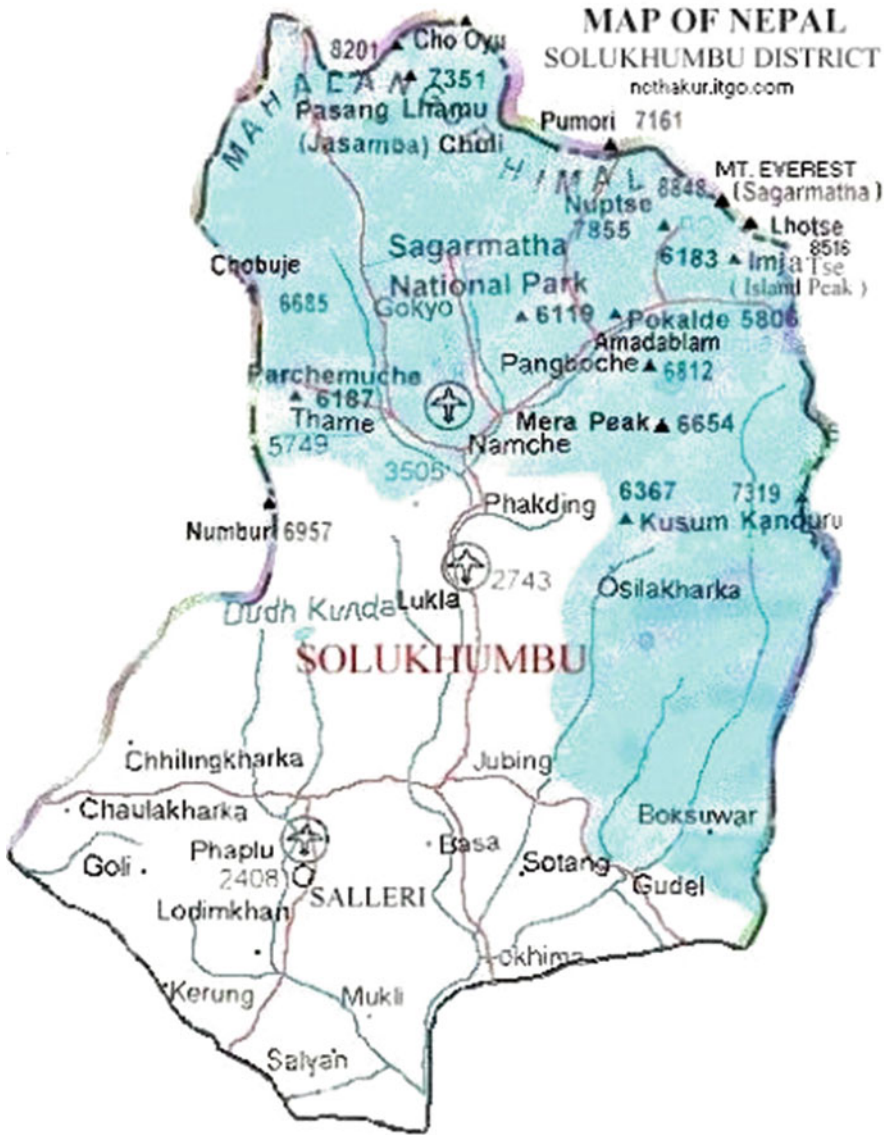 MAP OF NEPAL
SOLUKHUMBU DISTRICT
ncthakur.itgo.com
8201 Cho Oyu
7351
MAHALAN
Pasang Lhamu
(Jasamba) Chuli
HIMAL
Pumori 7161
MT. EVEREST
8848 (Sagarmatha)
Nuptse
7855
Lhotse
8516
6183 Imja Tse
(Island Peak)
Sagarmatha
National Park
Chobuje
6685
Gokyo
6119
Pokalde 5806
Amadablam
Pangboche
6812
Parchemuche
6187
Thame
5749
Mera Peak 6654
Namche
3505
Phakding
6367
7319
Kusum Kanduru
Numbur 6957
2743
Lukla
Osilakharka
Dudh Kunda
SOLUKHUMBU
Chhilingkharka
Jubing
Chaulakharka
Boksuwar
Phaplu
Basa
Goli
Sotang
2408
SALLERI
Gudel
Lodimkhan
okhima
Kerung
Mukli
Salyan